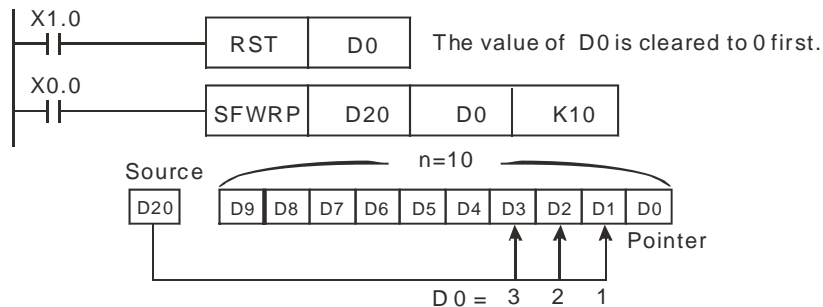 X1.0
RST D0 The value of D0 is cleared to 0 first.
X0.0
SFWRP D20 D0 K10
n=10
Source
D20 D9 D8 D7 D6 D5 D4 D3 D2 D1 D0
Pointer
D0 = 3 2 1